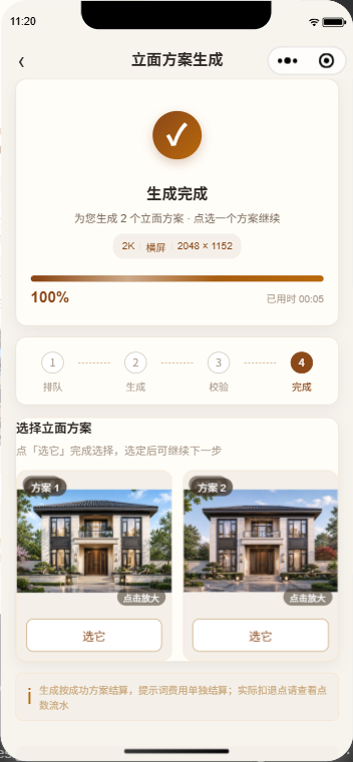 11:20
立面方案生成
生成完成
为您生成 2 个立面方案 · 点选一个方案继续
2K 横屏 2048 × 1152
100% 已用时 00:05
1 2 3 4
排队 生成 校验 完成
选择立面方案
点「选它」完成选择，选定后可继续下一步
方案 1 方案 2
点击放大 点击放大
选它 选它
生成按成功方案结算，提示词费用单独结算；实际扣退点请查看点
数流水